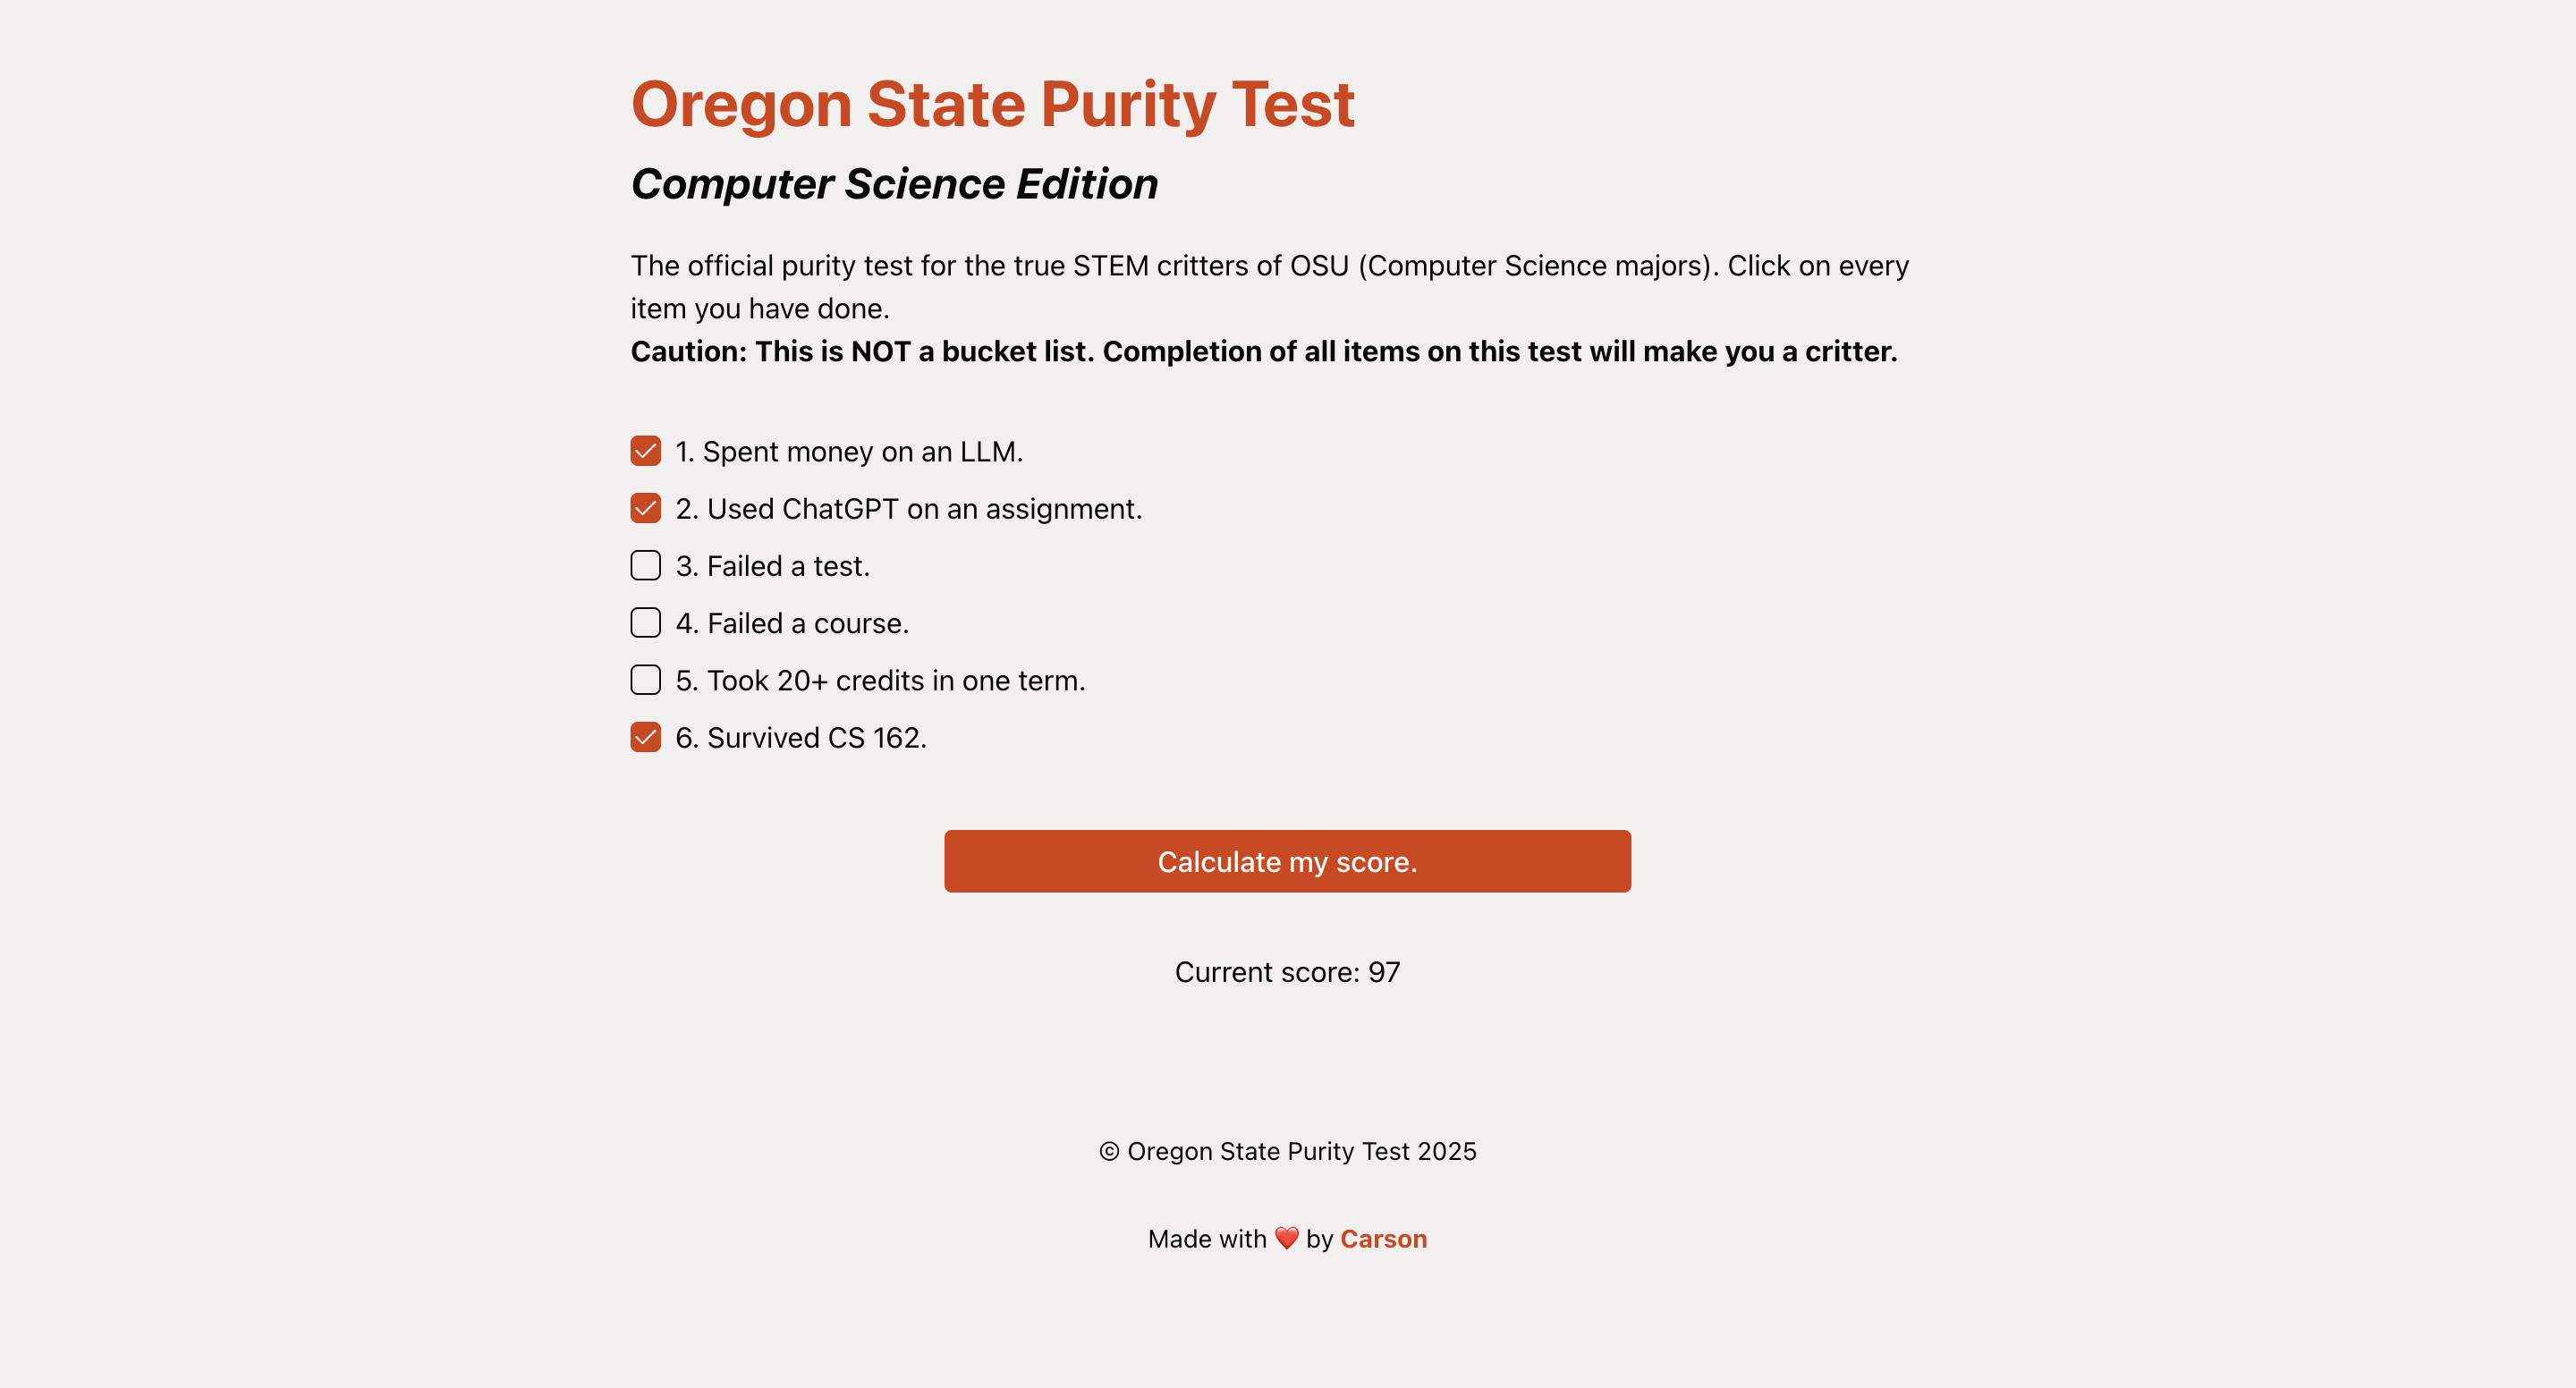 Oregon State Purity Test
Computer Science Edition
The official purity test for the true STEM critters of OSU (Computer Science majors). Click on every
item you have done.
Caution: This is NOT a bucket list. Completion of all items on this test will make you a critter.
1. Spent money on an LLM.
2. Used ChatGPT on an assignment.
3. Failed a test.
4. Failed a course.
5. Took 20+ credits in one term.
6. Survived CS 162.
Calculate my score.
Current score: 97
© Oregon State Purity Test 2025
Made with ❤️ by Carson